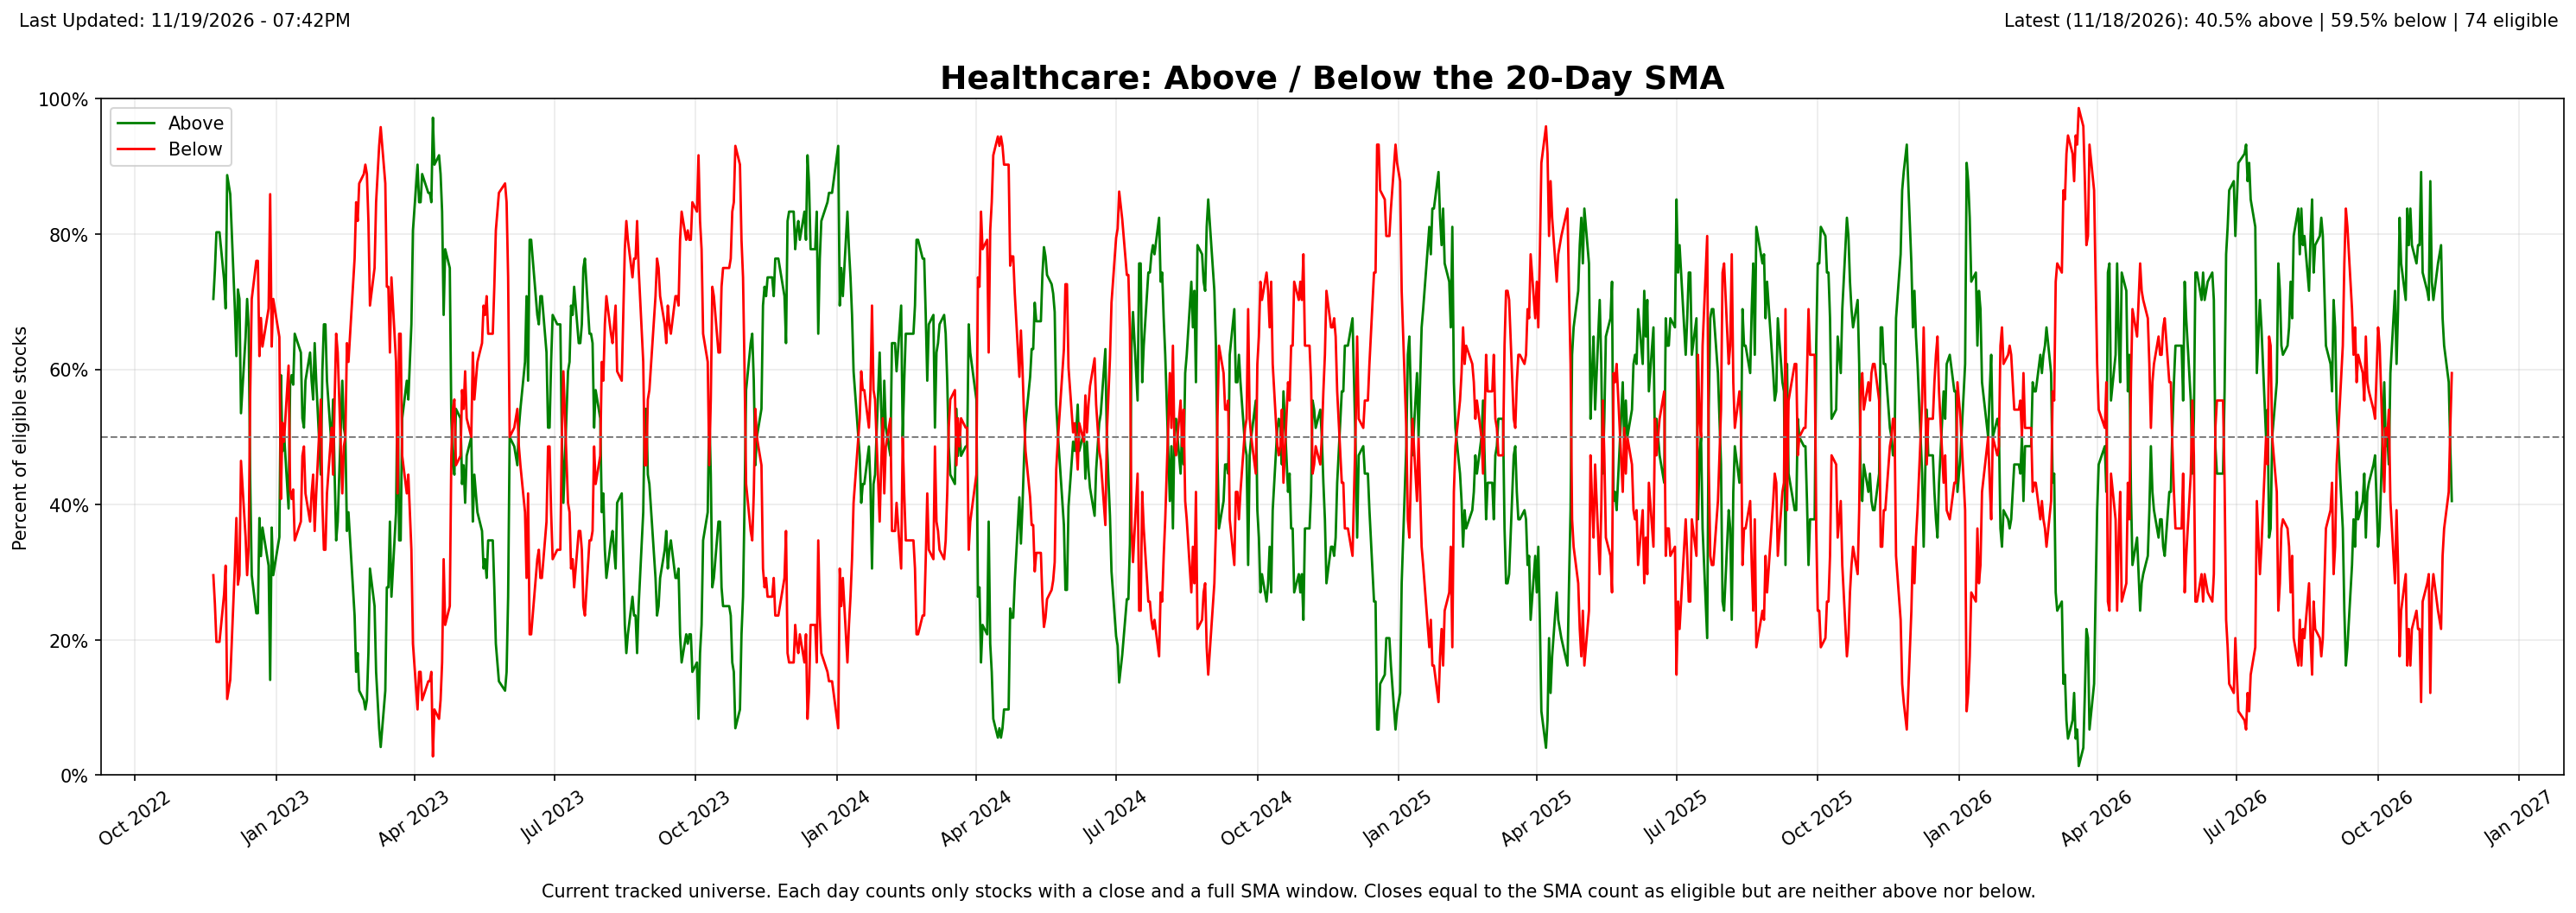 Last Updated: 11/19/2026 - 07:42PM
Latest (11/18/2026): 40.5% above | 59.5% below | 74 eligible
Healthcare: Above / Below the 20-Day SMA
Above
Below
Percent of eligible stocks
100%
80%
60%
40%
20%
0%
Oct 2022
Jan 2023
Apr 2023
Jul 2023
Oct 2023
Jan 2024
Apr 2024
Jul 2024
Oct 2024
Jan 2025
Apr 2025
Jul 2025
Oct 2025
Jan 2026
Apr 2026
Jul 2026
Oct 2026
Jan 2027
Current tracked universe. Each day counts only stocks with a close and a full SMA window. Closes equal to the SMA count as eligible but are neither above nor below.